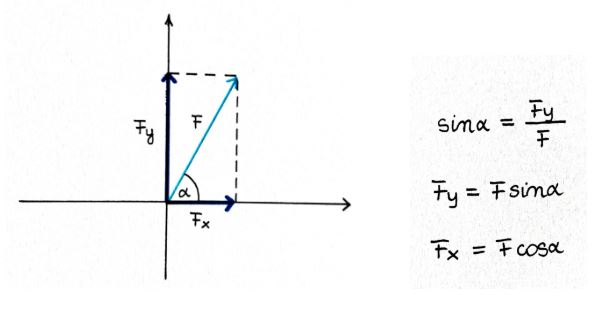 Fy
F
α
Fx
sinα = Fy/F
Fy = Fsinα
Fx = Fcosα